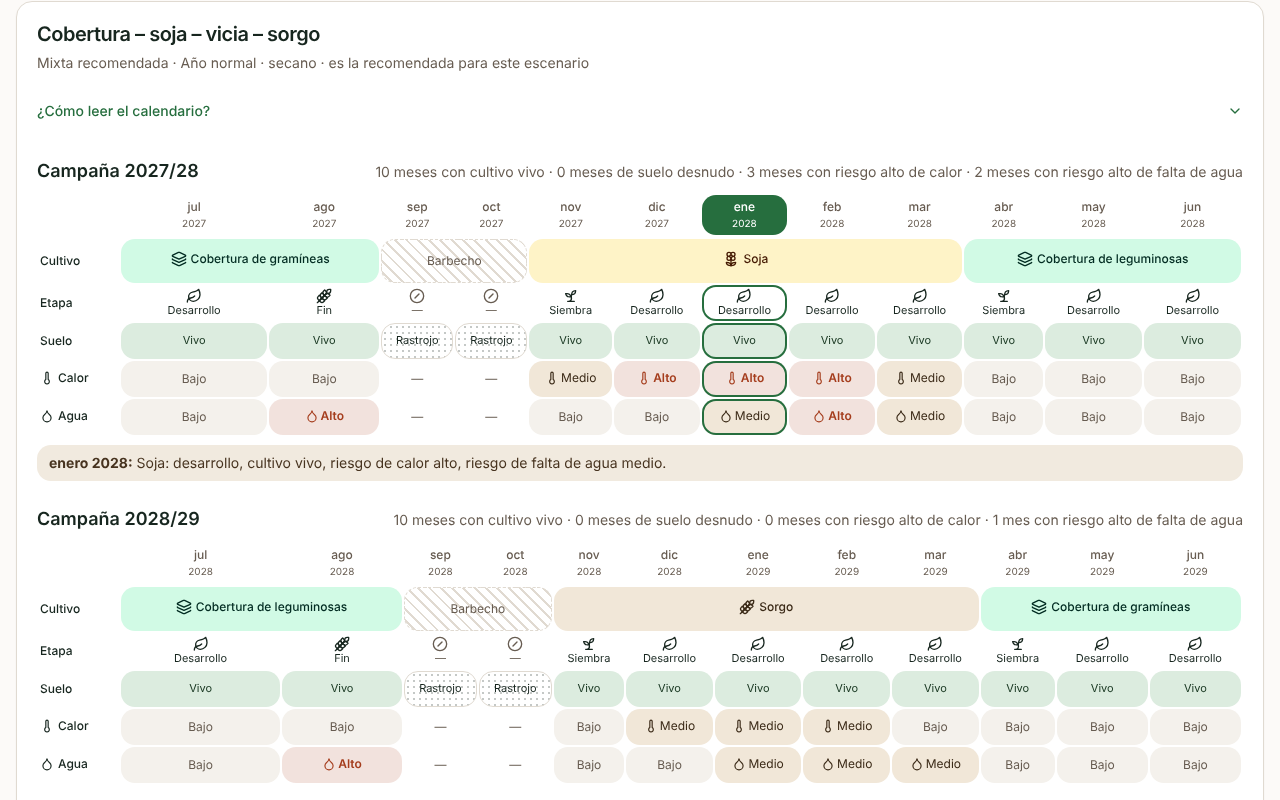 Cobertura – soja – vicia – sorgo
Mixta recomendada · Año normal · secano · es la recomendada para este escenario
¿Cómo leer el calendario?
Campaña 2027/28
10 meses con cultivo vivo · 0 meses de suelo desnudo · 3 meses con riesgo alto de calor · 2 meses con riesgo alto de falta de agua
jul ago sep oct nov dic ene feb mar abr may jun
2027 2027 2027 2027 2027 2027 2028 2028 2028 2028 2028 2028
Cultivo Cobertura de gramíneas Barbecho Soja Cobertura de leguminosas
Etapa Desarrollo Fin — — Siembra Desarrollo Desarrollo Desarrollo Desarrollo Siembra Desarrollo Desarrollo
Suelo Vivo Vivo Rastrojo Rastrojo Vivo Vivo Vivo Vivo Vivo Vivo Vivo Vivo
Calor Bajo Bajo — — Medio Alto Alto Alto Medio Bajo Bajo Bajo
Agua Bajo Alto — — Bajo Bajo Medio Alto Medio Bajo Bajo Bajo
enero 2028: Soja: desarrollo, cultivo vivo, riesgo de calor alto, riesgo de falta de agua medio.
Campaña 2028/29
10 meses con cultivo vivo · 0 meses de suelo desnudo · 0 meses con riesgo alto de calor · 1 mes con riesgo alto de falta de agua
jul ago sep oct nov dic ene feb mar abr may jun
2028 2028 2028 2028 2028 2028 2029 2029 2029 2029 2029 2029
Cultivo Cobertura de leguminosas Barbecho Sorgo Cobertura de gramíneas
Etapa Desarrollo Fin — — Siembra Desarrollo Desarrollo Desarrollo Desarrollo Siembra Desarrollo Desarrollo
Suelo Vivo Vivo Rastrojo Rastrojo Vivo Vivo Vivo Vivo Vivo Vivo Vivo Vivo
Calor Bajo Bajo — — Bajo Medio Medio Medio Bajo Bajo Bajo Bajo
Agua Bajo Alto — — Bajo Bajo Medio Medio Medio Bajo Bajo Bajo